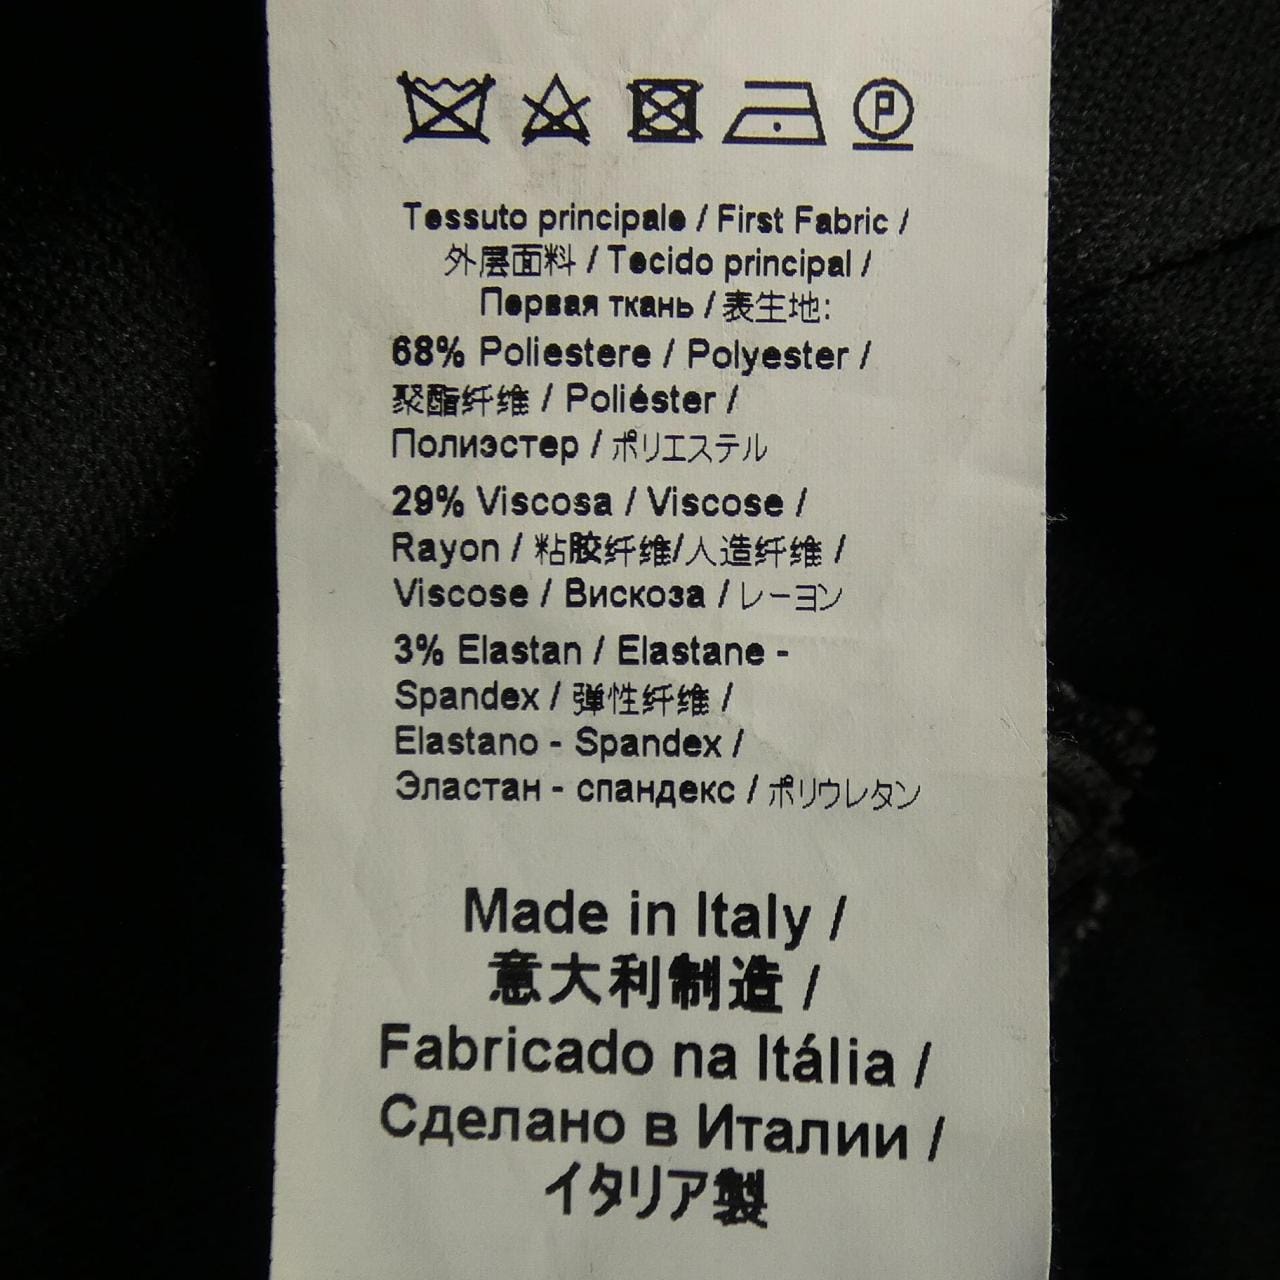 P
Tessuto principale / First Fabric /
外层面料 / Tecido principal /
Первая ткань / 表生地:
68% Poliestere / Polyester /
聚酯纤维 / Poliéster /
Полиэстер / ポリエステル
29% Viscosa / Viscose /
Rayon / 粘胶纤维/人造纤维 /
Viscose / Вискоза / レーヨン
3% Elastan / Elastane -
Spandex / 弹性纤维 /
Elastano - Spandex /
Эластан - спандекс / ポリウレタン
Made in Italy /
意大利制造 /
Fabricado na Itália /
Сделано в Италии /
イタリア製